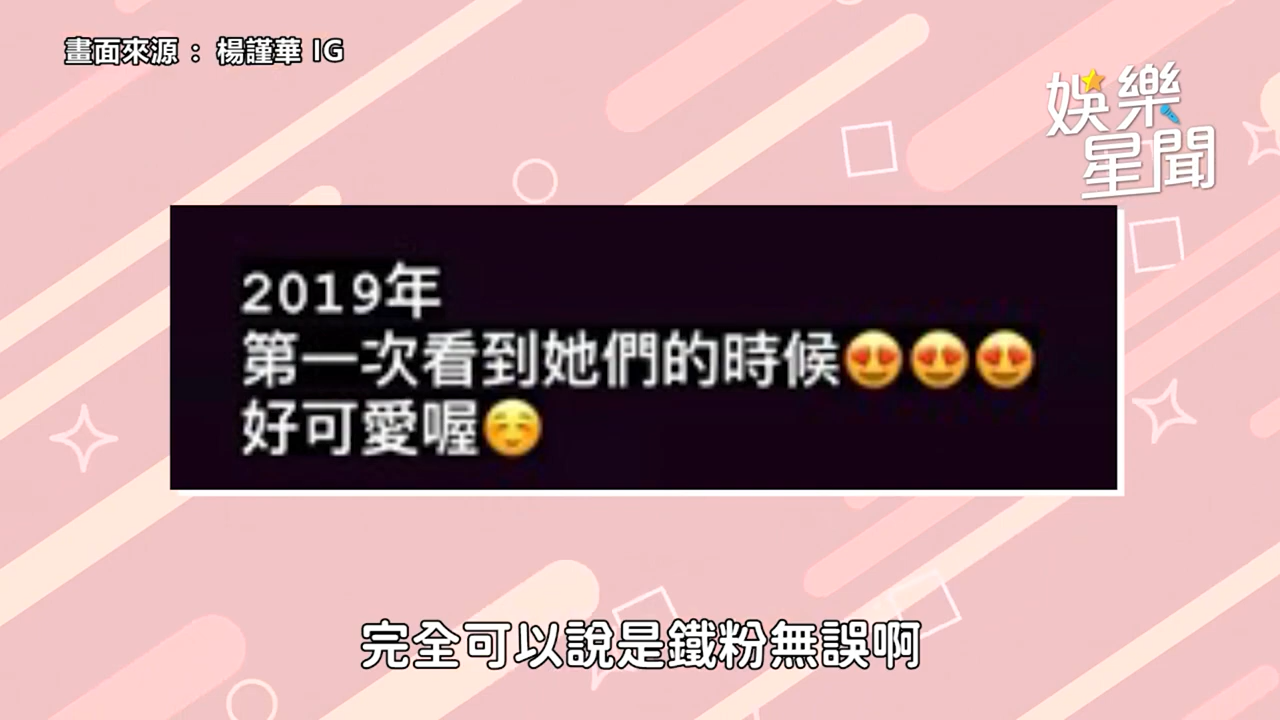 畫面來源：楊謹華 IG
娛樂
星聞
2019年
第一次看到她們的時候😍😍😍
好可愛喔☺️
完全可以說是鐵粉無誤啊